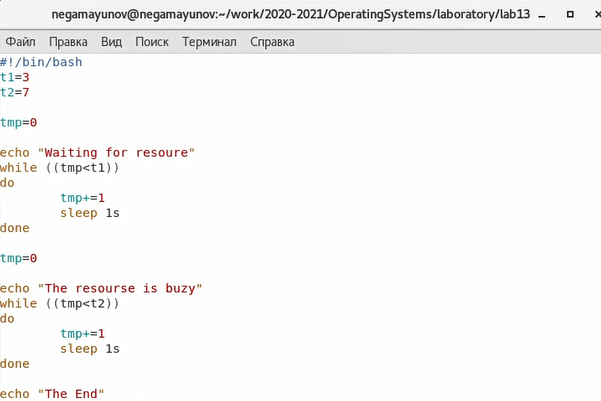 negamayunov@negamayunov:~/work/2020-2021/OperatingSystems/laboratory/lab13
Файл Правка Вид Поиск Терминал Справка
#!/bin/bash
t1=3
t2=7
tmp=0
echo "Waiting for resoure"
while ((tmp<t1))
do
tmp+=1
sleep 1s
done
tmp=0
echo "The resourse is buzy"
while ((tmp<t2))
do
tmp+=1
sleep 1s
done
echo "The End"